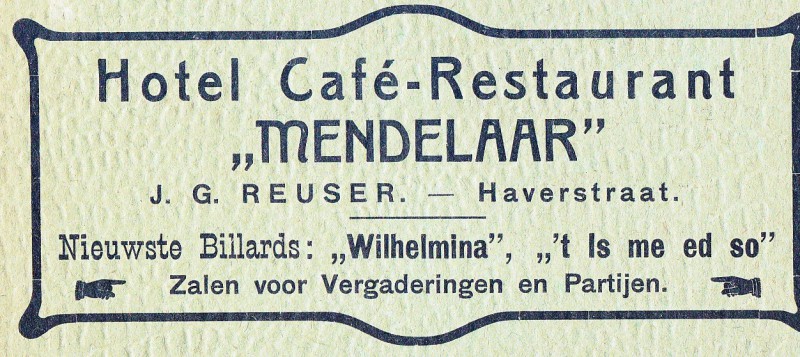 Hotel Café-Restaurant
„MENDELAAR”
J. G. REUSER. — Haverstraat.
Nieuwste Billards: „Wilhelmina”, „’t Is me ed so”
Zalen voor Vergaderingen en Partijen.